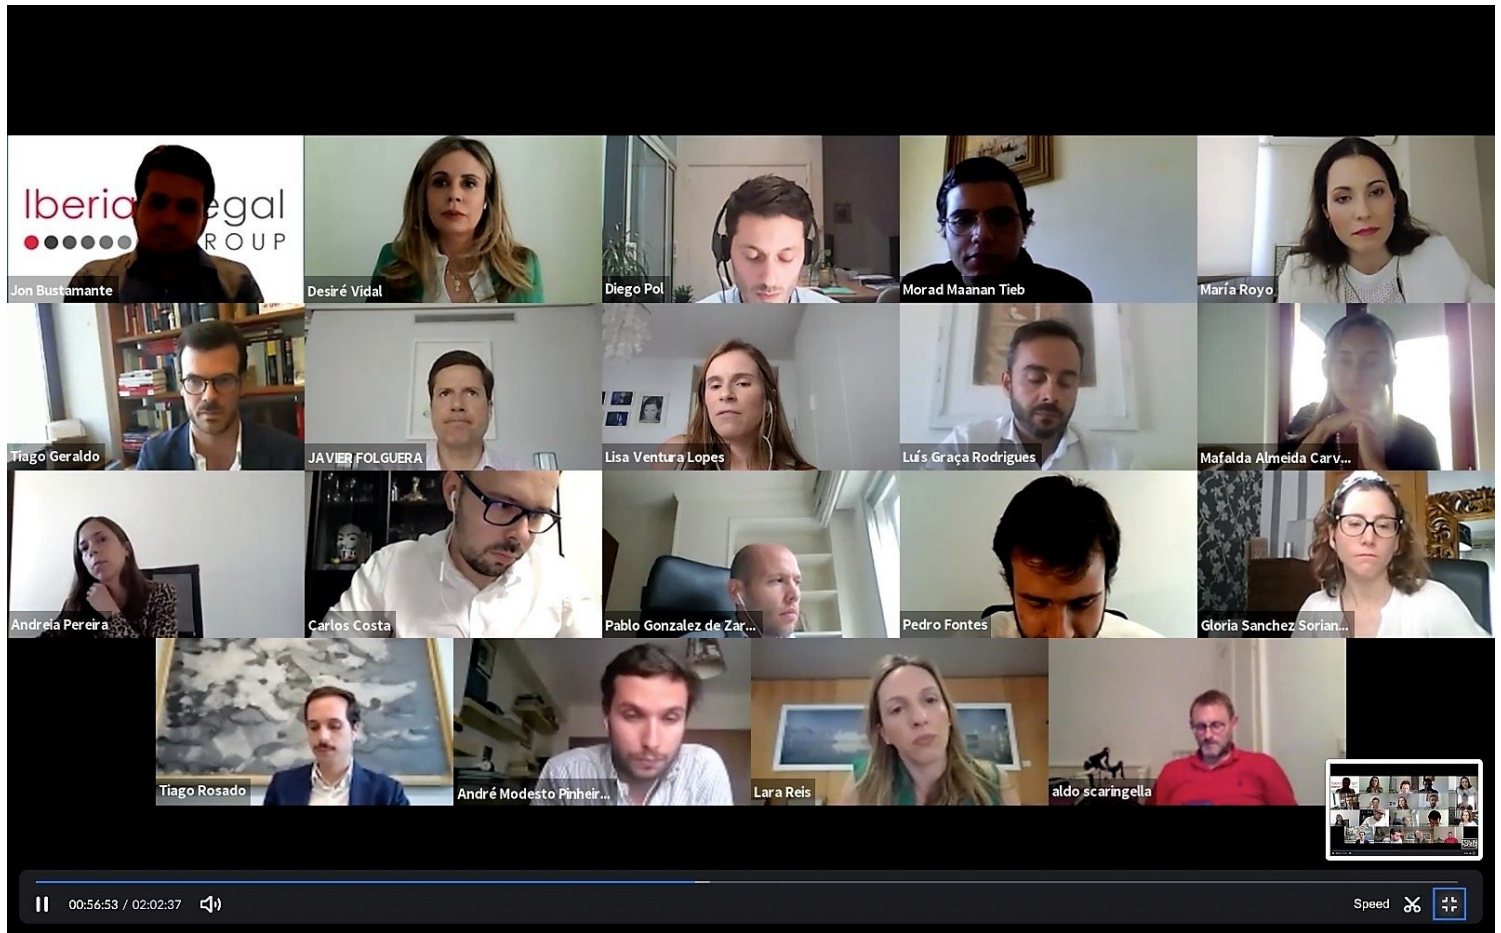 Iberia egal
ROUP
Jon Bustamante
Desiré Vidal
Diego Pol
Morad Maanan Tieb
María Royo
Tiago Geraldo
JAVIER FOLGUERA
Lisa Ventura Lopes
Luís Graça Rodrigues
Mafalda Almeida Carv...
Andreia Pereira
Carlos Costa
Pablo Gonzalez de Zar...
Pedro Fontes
Gloria Sanchez Sorian...
Tiago Rosado
André Modesto Pinheir...
Lara Reis
aldo scaringella
00:56:53 / 02:02:37
Speed